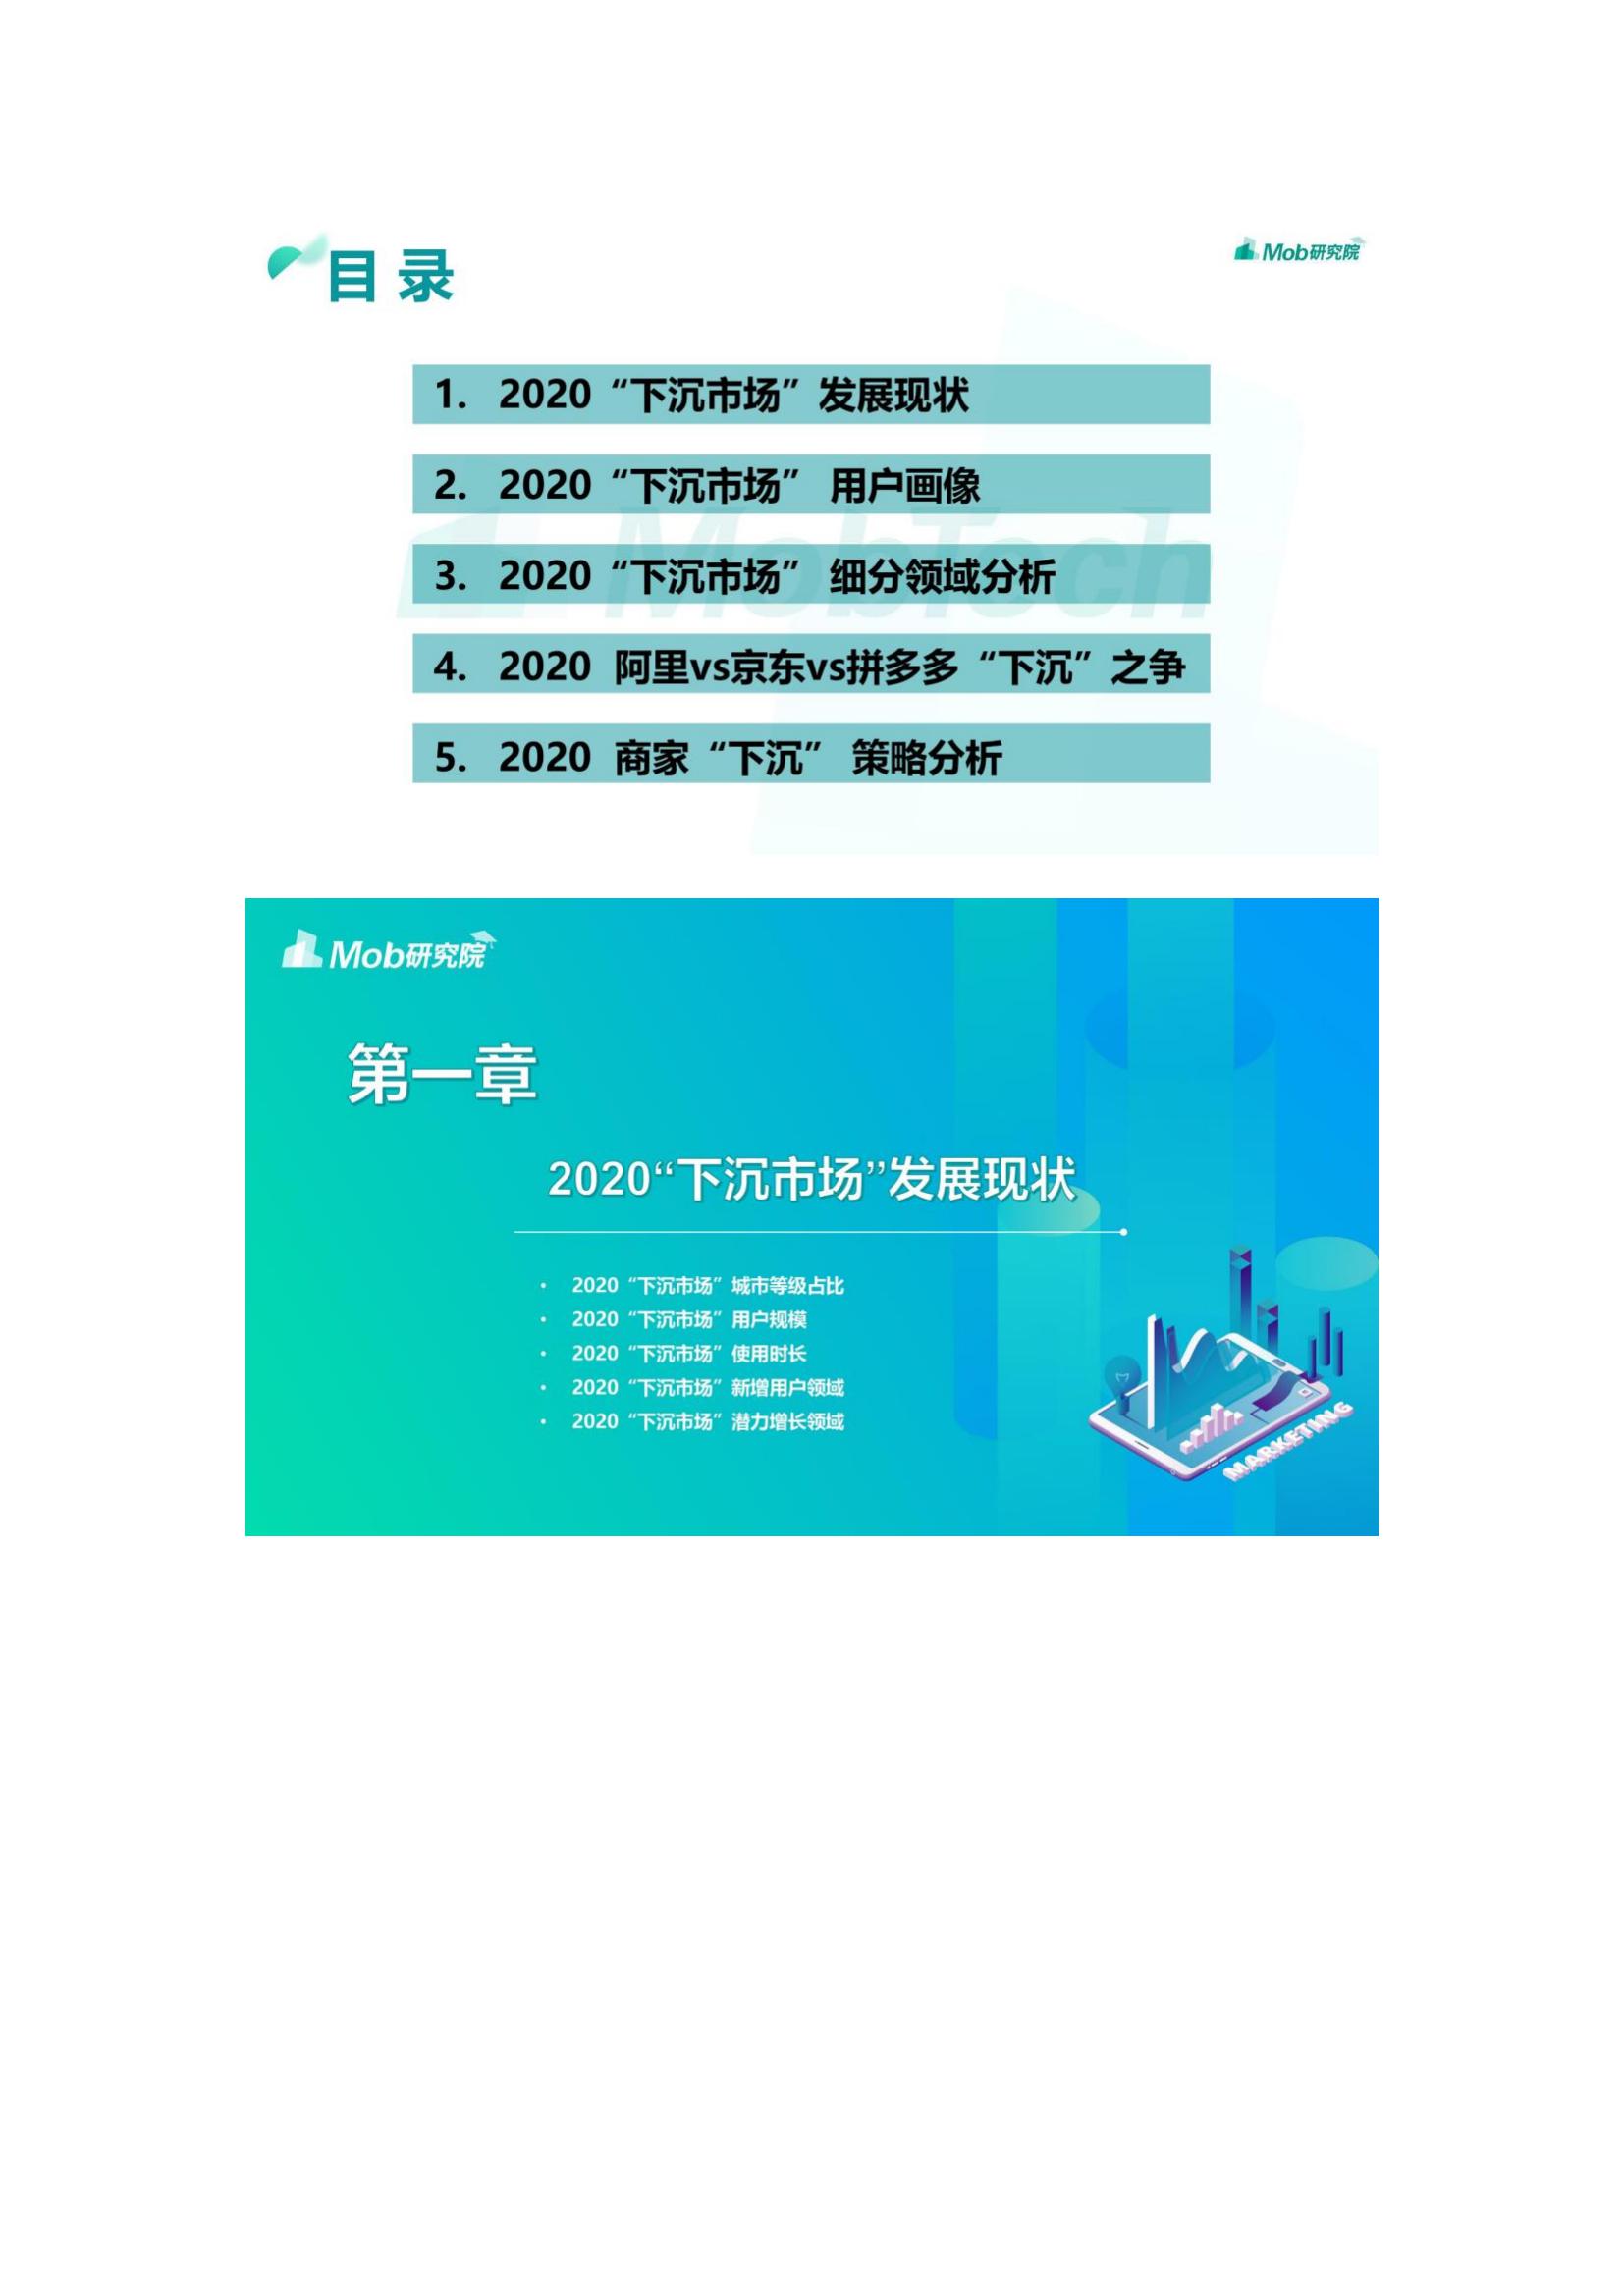 目录
Mob研究院
1. 2020 “下沉市场” 发展现状
2. 2020 “下沉市场” 用户画像
3. 2020 “下沉市场” 细分领域分析
4. 2020 阿里vs京东vs拼多多 “下沉” 之争
5. 2020 商家 “下沉” 策略分析
MobTech
Mob研究院
第一章
2020“下沉市场”发展现状
• 2020 “下沉市场” 城市等级占比
• 2020 “下沉市场” 用户规模
• 2020 “下沉市场” 使用时长
• 2020 “下沉市场” 新增用户领域
• 2020 “下沉市场” 潜力增长领域
MARKETING